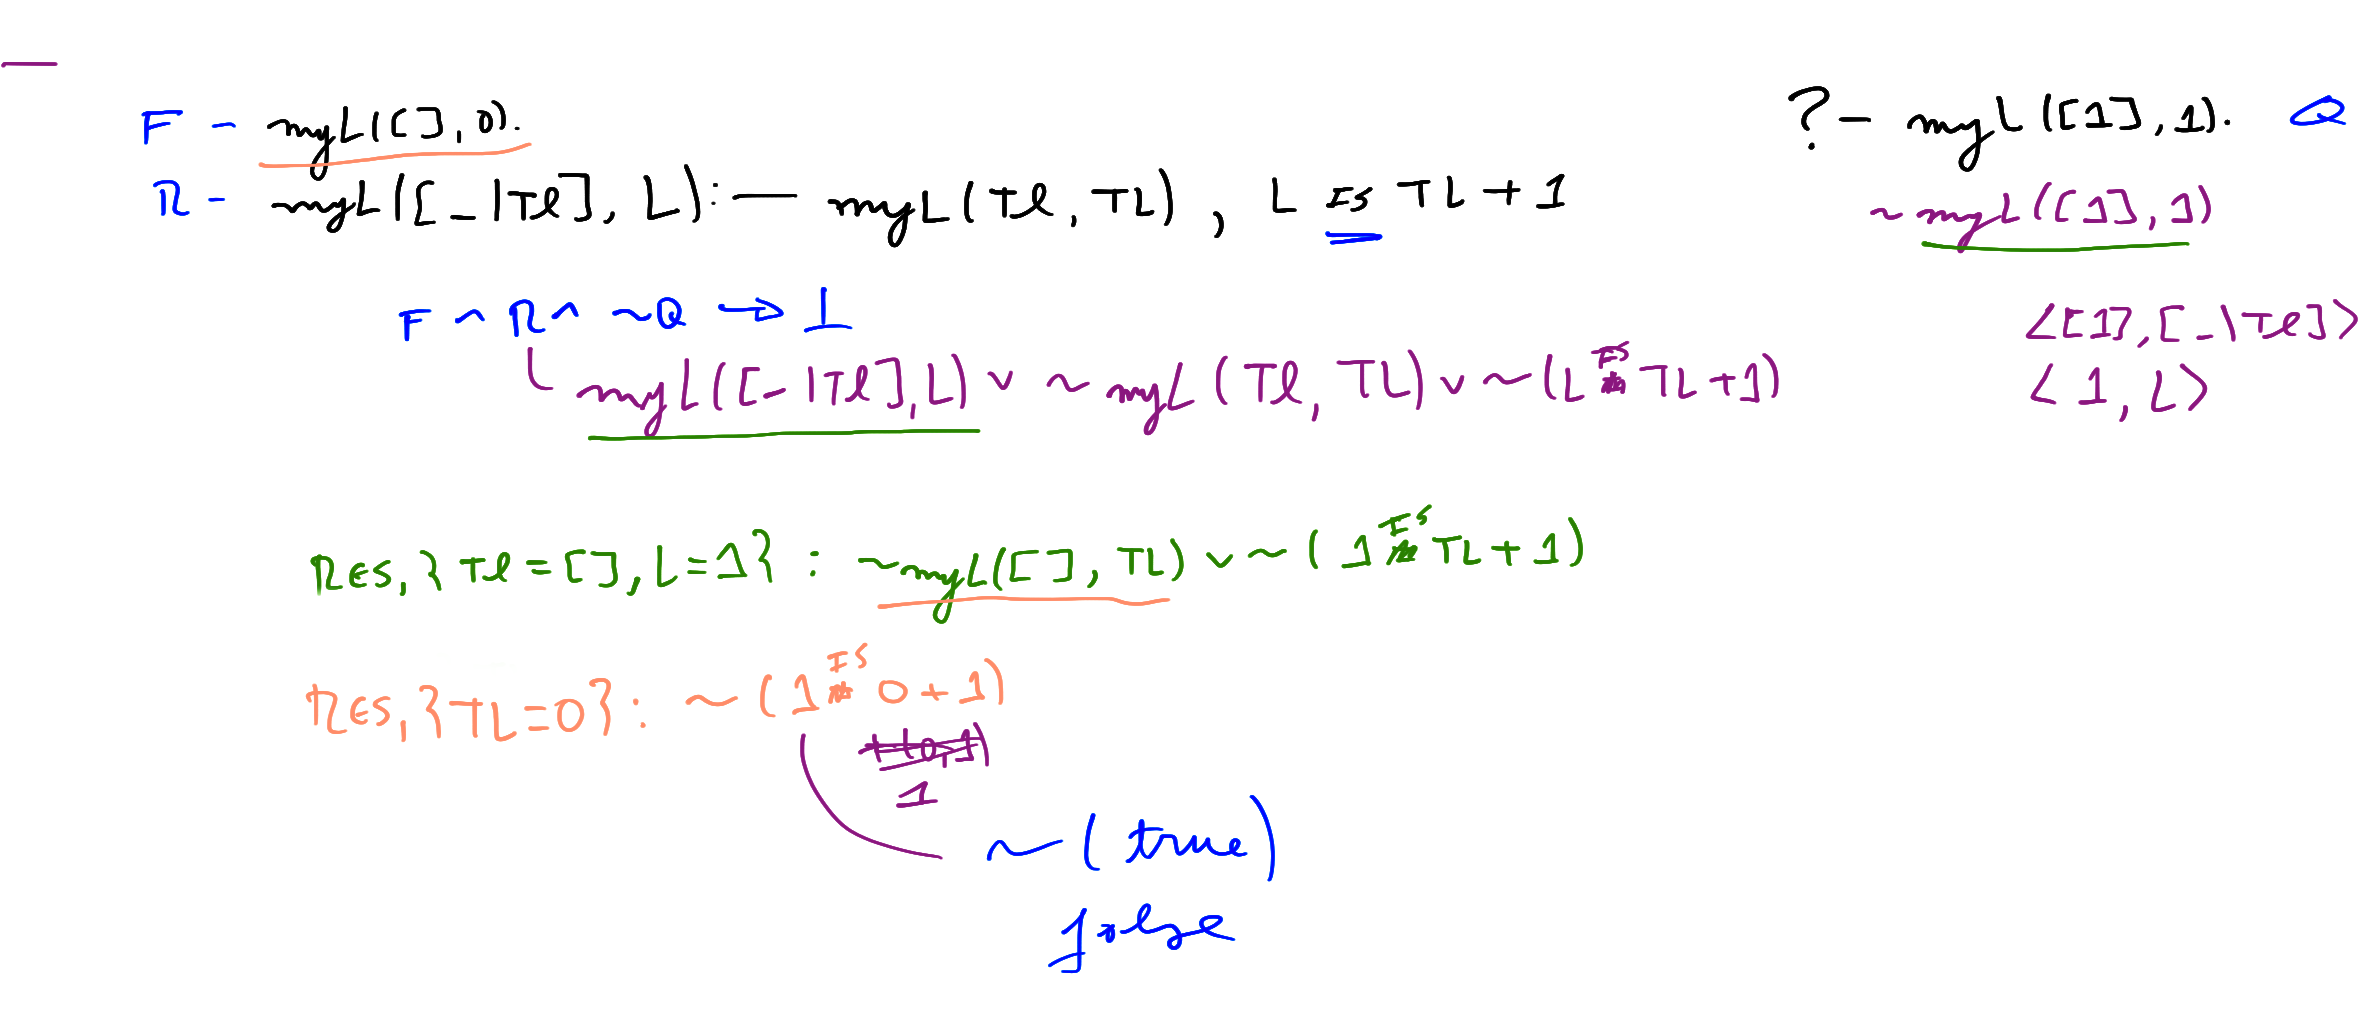 F - myL([], 0).
?- myL([1], 1). Q
R - myL([_|Tl], L) :- myL(Tl, TL), L IS TL + 1
~myL([1], 1)
F ^ R ^ ~Q → ⊥
<[1], [_|Tl]>
myL([_|Tl], L) ∨ ~myL(Tl, TL) ∨ ~(L IS TL + 1)
<1, L>
RES, {Tl = [], L = 1} : ~myL([], TL) ∨ ~(1 IS TL + 1)
RES, {TL = 0} : ~(1 IS 0 + 1)
1
~(true)
false